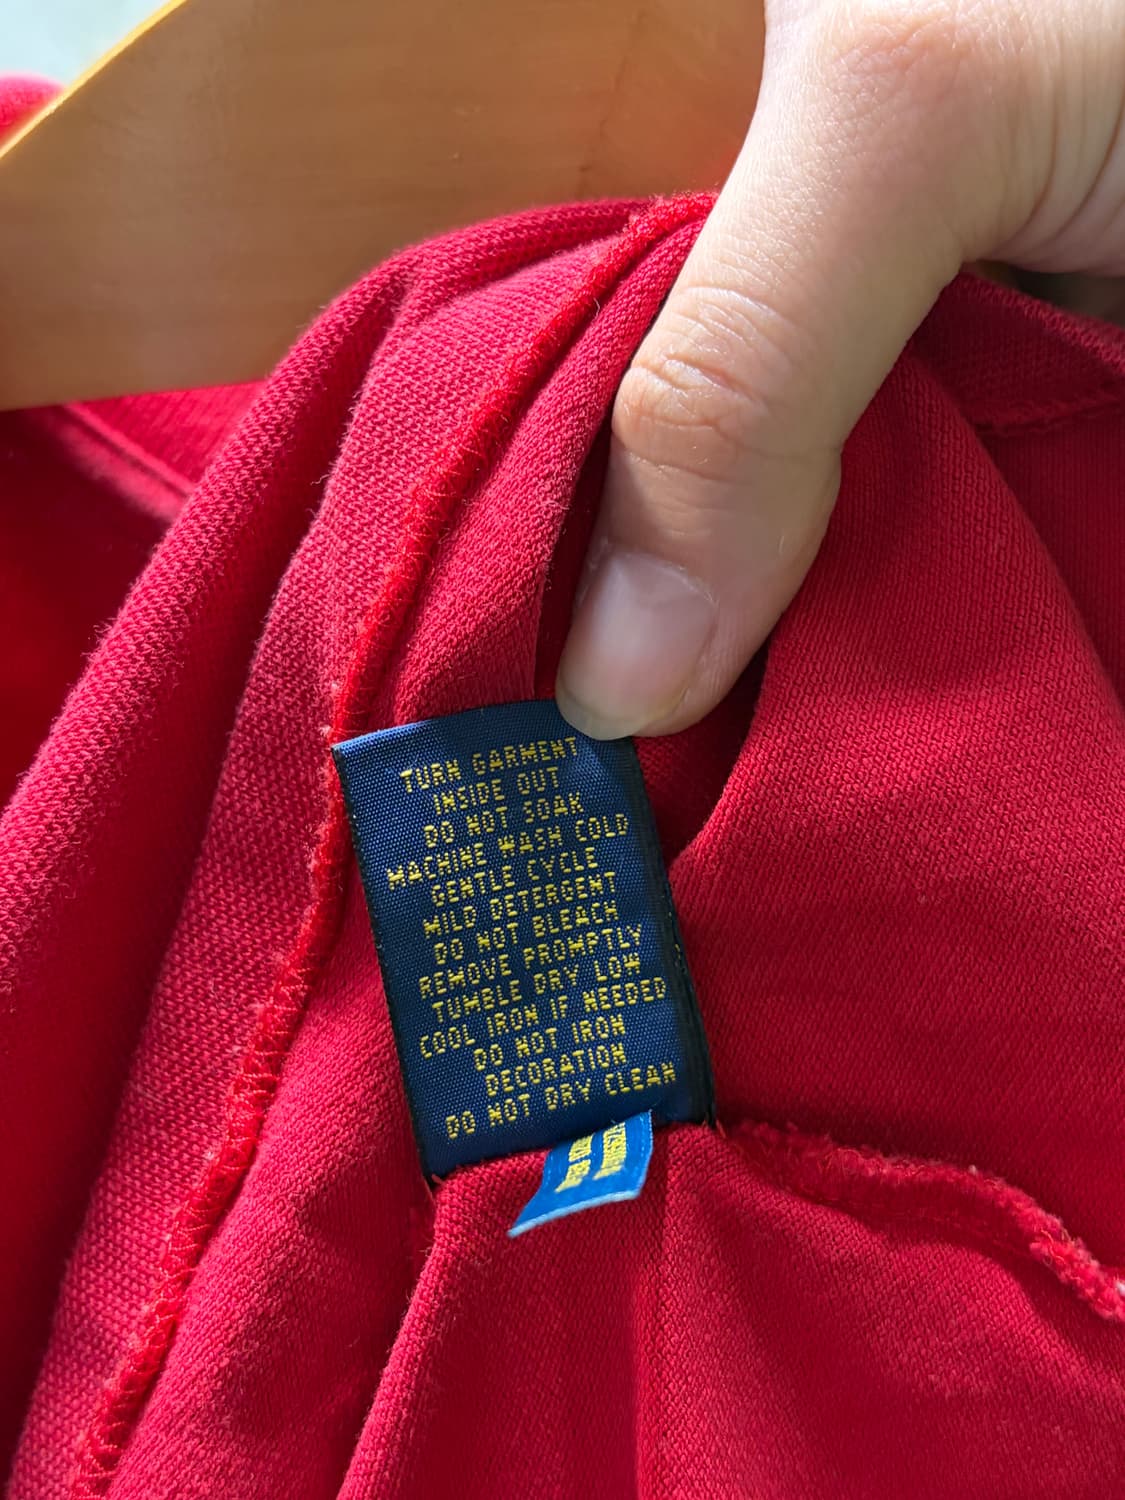 TURN GARMENT
INSIDE OUT
DO NOT SOAK
MACHINE WASH COLD
GENTLE CYCLE
MILD DETERGENT
DO NOT BLEACH
REMOVE PROMPTLY
TUMBLE DRY LOW
COOL IRON IF NEEDED
DO NOT IRON
DECORATION
DO NOT DRY CLEAN